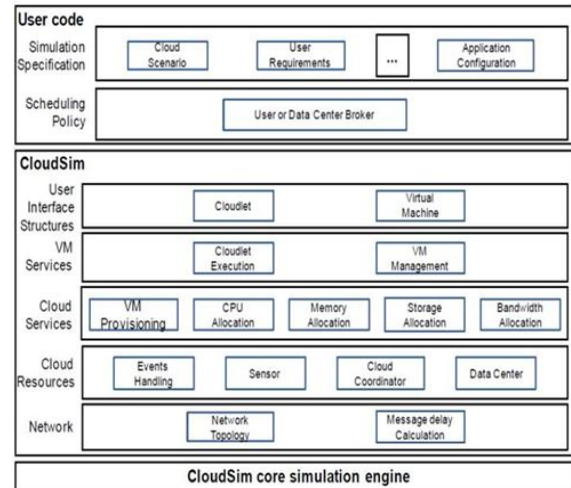 User code
Simulation
Specification
Cloud
Scenario
User
Requirements
...
Application
Configuration
Scheduling
Policy
User or Data Center Broker
CloudSim
User
Interface
Structures
Cloudlet
Virtual
Machine
VM
Services
Cloudlet
Execution
VM
Management
Cloud
Services
VM
Provisioning
CPU
Allocation
Memory
Allocation
Storage
Allocation
Bandwidth
Allocation
Cloud
Resources
Events
Handling
Sensor
Cloud
Coordinator
Data Center
Network
Network
Topology
Message delay
Calculation
CloudSim core simulation engine